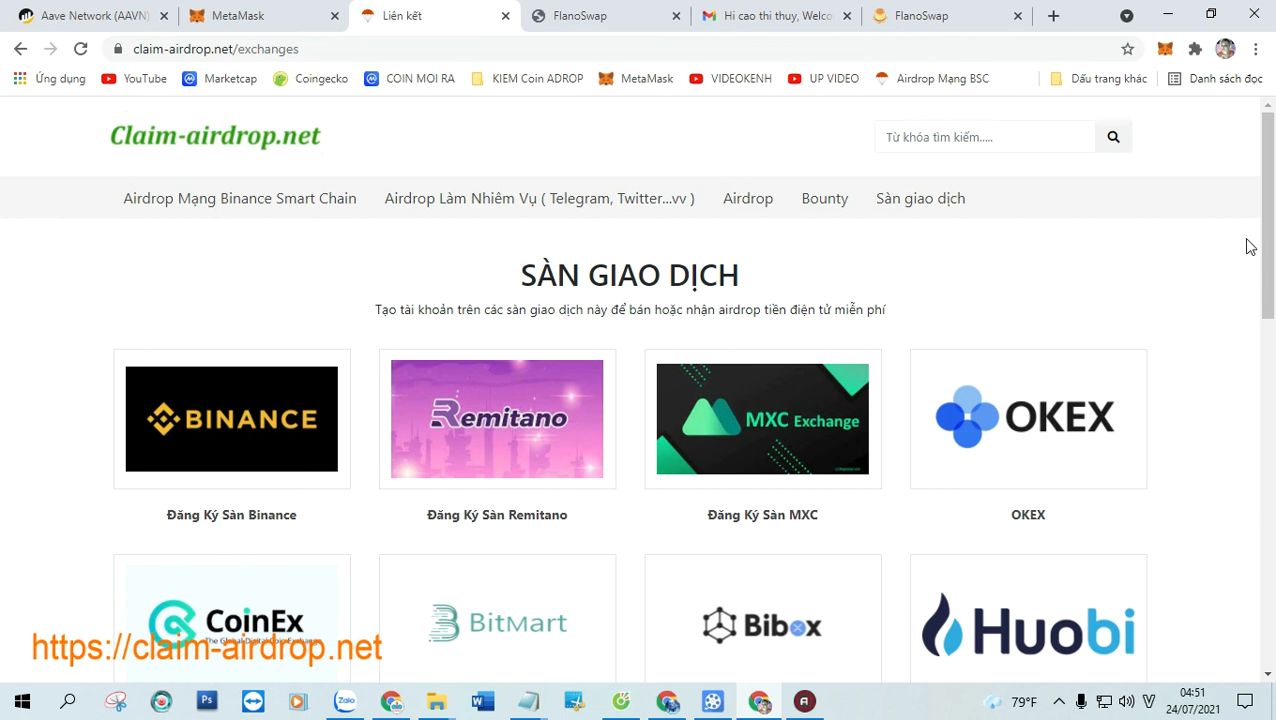 Aave Network (AAVN)
MetaMask
Liên kết
FlanoSwap
Hi cao thi thuy, Welco
FlanoSwap
claim-airdrop.net/exchanges
Ứng dụng
YouTube
Marketcap
Coingecko
COIN MOI RA
KIEM Coin ADROP
MetaMask
VIDEOKENH
UP VIDEO
Airdrop Mạng BSC
Dấu trang khác
Danh sách đọc
Claim-airdrop.net
Từ khóa tìm kiếm.....
Airdrop Mạng Binance Smart Chain
Airdrop Làm Nhiêm Vụ ( Telegram, Twitter...vv )
Airdrop
Bounty
Sàn giao dịch
SÀN GIAO DỊCH
Tạo tài khoản trên các sàn giao dịch này để bán hoặc nhận airdrop tiền điện tử miễn phí
BINANCE
Remitano
MXC Exchange
OKEX
Đăng Ký Sàn Binance
Đăng Ký Sàn Remitano
Đăng Ký Sàn MXC
OKEX
CoinEx
BitMart
Bibox
Huobi
https://claim-airdrop.net
Ps
Zalo
79°F
04:51
24/07/2021